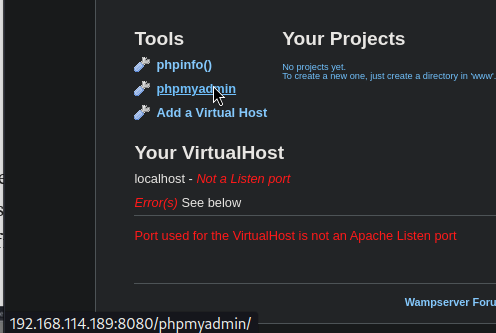 Tools
Your Projects
phpinfo()
No projects yet.
To create a new one, just create a directory in 'www'.
phpmyadmin
Add a Virtual Host
Your VirtualHost
localhost - Not a Listen port
Error(s) See below
Port used for the VirtualHost is not an Apache Listen port
Wampserver Foru
192.168.114.189:8080/phpmyadmin/